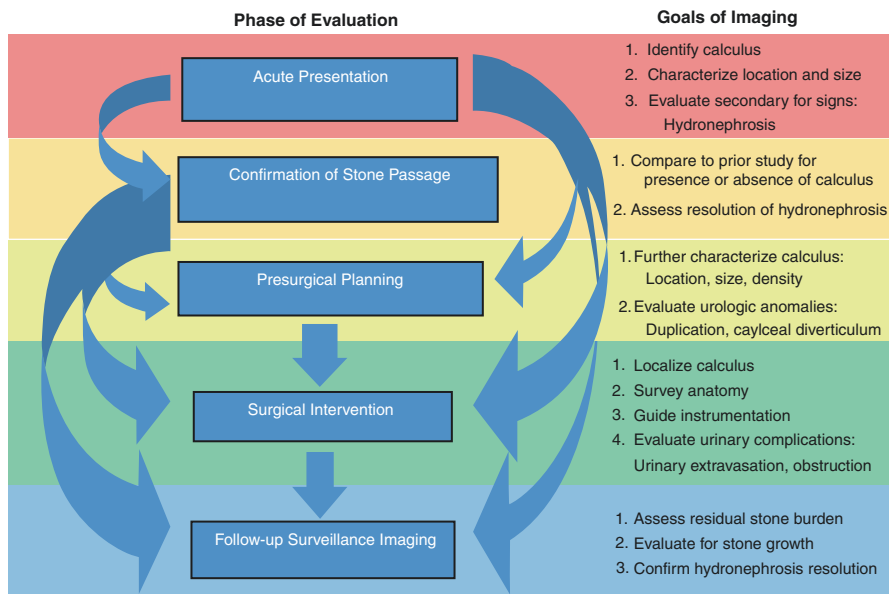 Phase of Evaluation
Goals of Imaging
Acute Presentation
1. Identify calculus
2. Characterize location and size
3. Evaluate secondary for signs:
Hydronephrosis
Confirmation of Stone Passage
1. Compare to prior study for
presence or absence of calculus
2. Assess resolution of hydronephrosis
Presurgical Planning
1. Further characterize calculus:
Location, size, density
2. Evaluate urologic anomalies:
Duplication, caylceal diverticulum
Surgical Intervention
1. Localize calculus
2. Survey anatomy
3. Guide instrumentation
4. Evaluate urinary complications:
Urinary extravasation, obstruction
Follow-up Surveillance Imaging
1. Assess residual stone burden
2. Evaluate for stone growth
3. Confirm hydronephrosis resolution